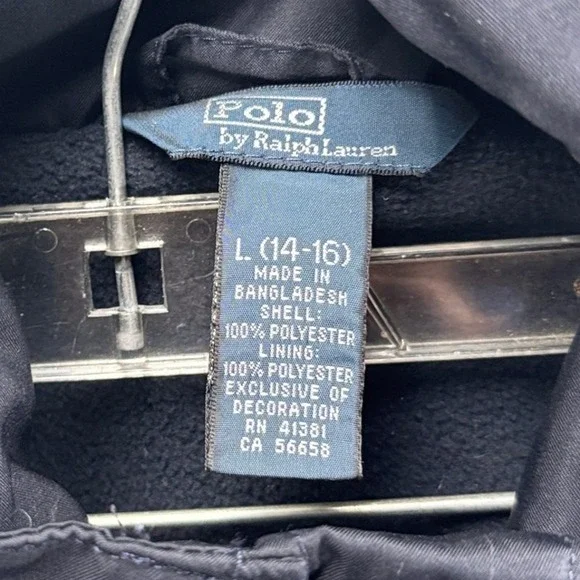 Polo
by Ralph Lauren
L (14-16)
MADE IN
BANGLADESH
SHELL:
100% POLYESTER
LINING:
100% POLYESTER
EXCLUSIVE OF
DECORATION
RN 41381
CA 56658